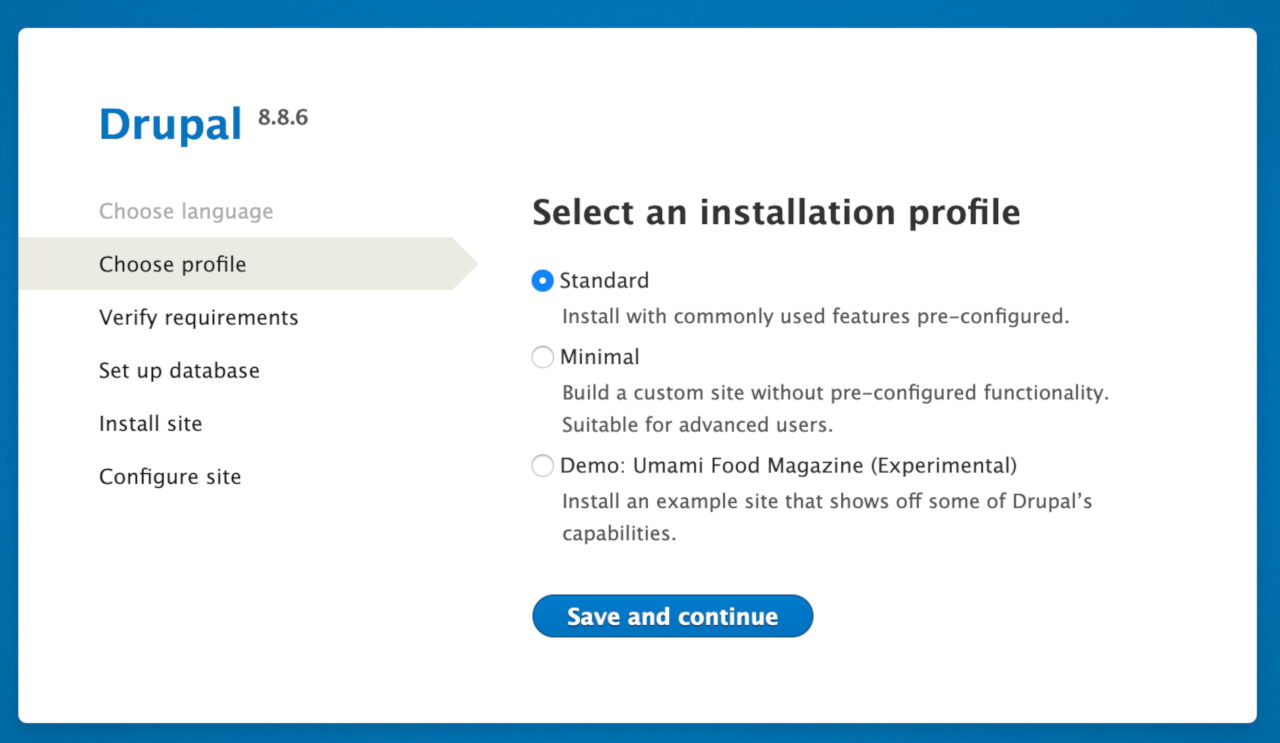 Drupal 8.8.6
Choose language
Choose profile
Verify requirements
Set up database
Install site
Configure site
Select an installation profile
Standard
Install with commonly used features pre-configured.
Minimal
Build a custom site without pre-configured functionality.
Suitable for advanced users.
Demo: Umami Food Magazine (Experimental)
Install an example site that shows off some of Drupal's
capabilities.
Save and continue